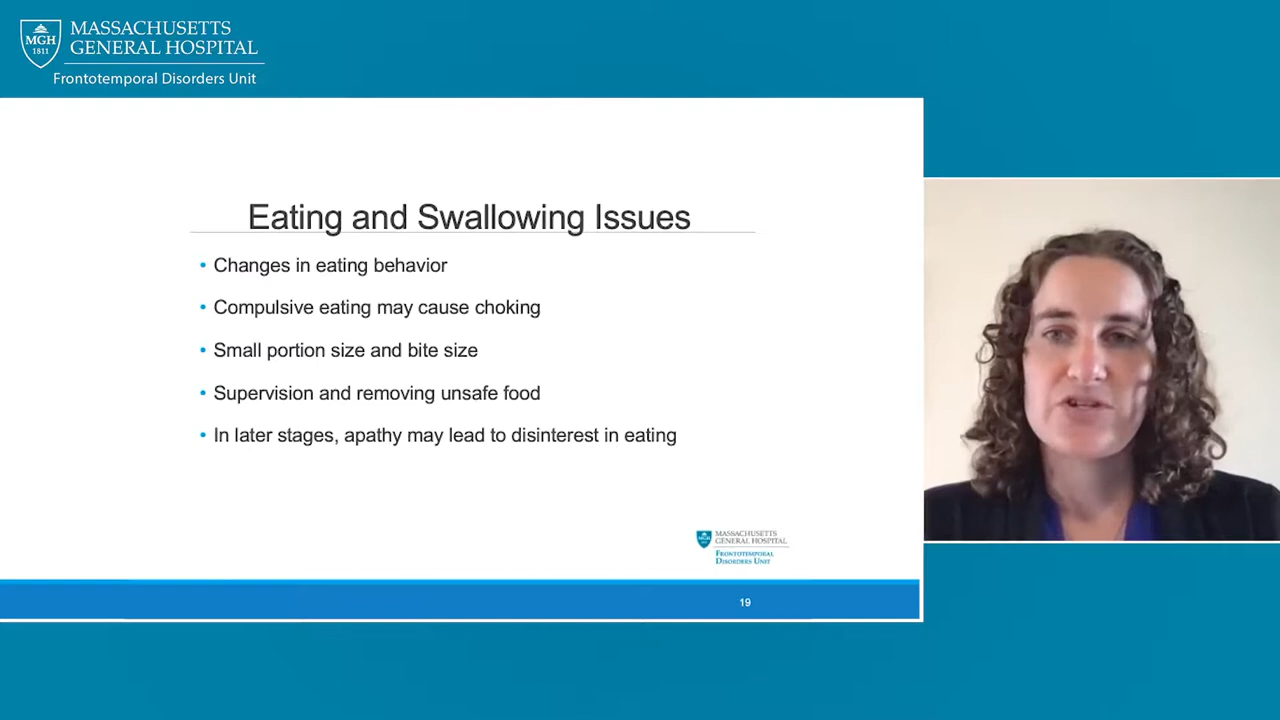 MASSACHUSETTS
GENERAL HOSPITAL
MGH
1811
Frontotemporal Disorders Unit
Eating and Swallowing Issues
• Changes in eating behavior
• Compulsive eating may cause choking
• Small portion size and bite size
• Supervision and removing unsafe food
• In later stages, apathy may lead to disinterest in eating
MASSACHUSETTS
GENERAL HOSPITAL
MGH
FRONTOTEMPORAL
DISORDERS UNIT
19